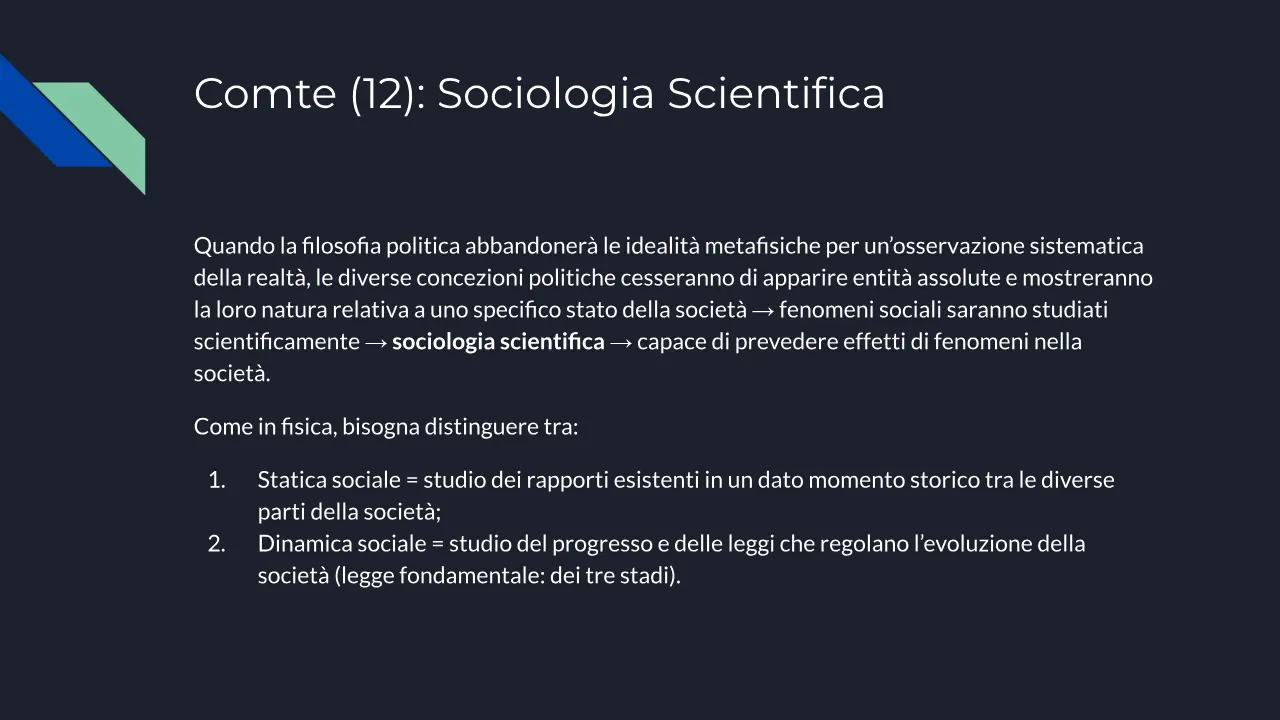 Comte (12): Sociologia Scientifica
Quando la filosofia politica abbandonerà le idealità metafisiche per un’osservazione sistematica
della realtà, le diverse concezioni politiche cesseranno di apparire entità assolute e mostreranno
la loro natura relativa a uno specifico stato della società → fenomeni sociali saranno studiati
scientificamente → sociologia scientifica → capace di prevedere effetti di fenomeni nella
società.
Come in fisica, bisogna distinguere tra:
1. Statica sociale = studio dei rapporti esistenti in un dato momento storico tra le diverse
parti della società;
2. Dinamica sociale = studio del progresso e delle leggi che regolano l’evoluzione della
società (legge fondamentale: dei tre stadi).